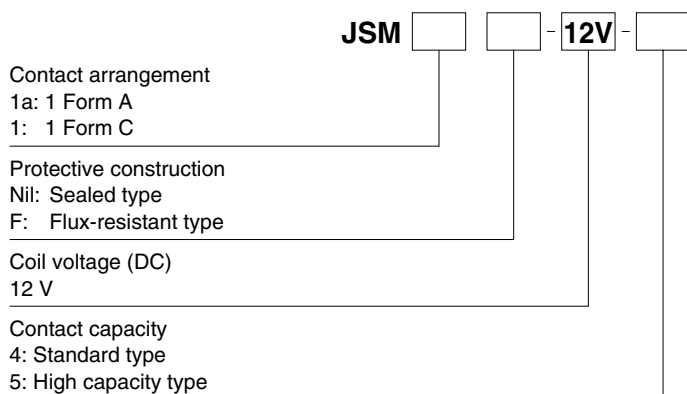 JSM - 12V -
Contact arrangement
1a: 1 Form A
1: 1 Form C
Protective construction
Nil: Sealed type
F: Flux-resistant type
Coil voltage (DC)
12 V
Contact capacity
4: Standard type
5: High capacity type